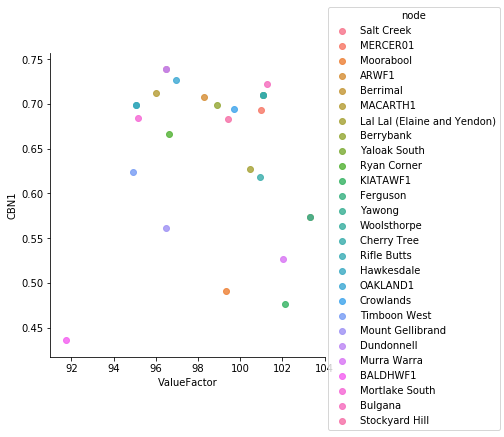 node
Salt Creek
MERCER01
Moorabool
ARWF1
Berrimal
MACARTH1
Lal Lal (Elaine and Yendon)
Berrybank
Yaloak South
Ryan Corner
KIATAWF1
Ferguson
Yawong
Woolsthorpe
Cherry Tree
Rifle Butts
Hawkesdale
OAKLAND1
Crowlands
Timboon West
Mount Gellibrand
Dundonnell
Murra Warra
BALDHWF1
Mortlake South
Bulgana
Stockyard Hill
0.75
0.70
0.65
0.60
0.55
0.50
0.45
CBN1
92 94 96 98 100 102 104
ValueFactor